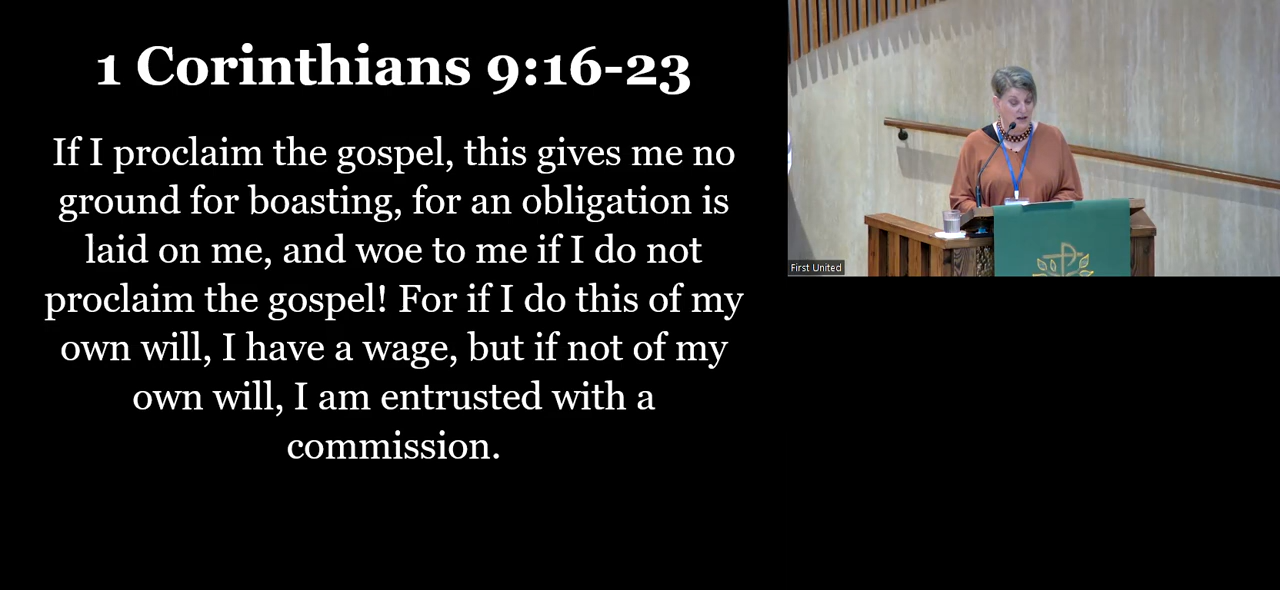 1 Corinthians 9:16-23
If I proclaim the gospel, this gives me no
ground for boasting, for an obligation is
laid on me, and woe to me if I do not
proclaim the gospel! For if I do this of my
own will, I have a wage, but if not of my
own will, I am entrusted with a
commission.
First United